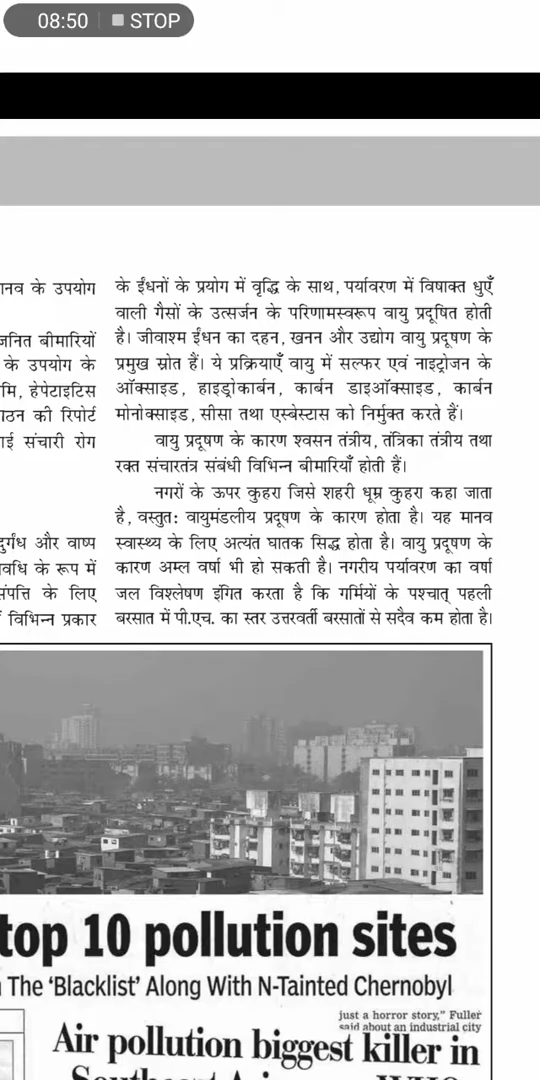 08:50
STOP
नव के उपयोग
जनित बीमारियों
के उपयोग के
मि, हेपेटाइटिस
गठन की रिपोर्ट
ाई संचारी रोग
दुर्गंध और वाष्प
वधि के रूप में
संपत्ति के लिए
विभिन्न प्रकार
के ईंधनों के प्रयोग में वृद्धि के साथ, पर्यावरण में विषाक्त धुएँ
वाली गैसों के उत्सर्जन के परिणामस्वरूप वायु प्रदूषित होती
है। जीवाश्म ईंधन का दहन, खनन और उद्योग वायु प्रदूषण के
प्रमुख स्रोत हैं। ये प्रक्रियाएँ वायु में सल्फर एवं नाइट्रोजन के
ऑक्साइड, हाइड्रोकार्बन, कार्बन डाइऑक्साइड, कार्बन
मोनोक्साइड, सीसा तथा एस्बेस्टास को निर्मुक्त करते हैं।
वायु प्रदूषण के कारण श्वसन तंत्रीय, तंत्रिका तंत्रीय तथा
रक्त संचारतंत्र संबंधी विभिन्न बीमारियाँ होती हैं।
नगरों के ऊपर कुहरा जिसे शहरी धूम्र कुहरा कहा जाता
है, वस्तुतः वायुमंडलीय प्रदूषण के कारण होता है। यह मानव
स्वास्थ्य के लिए अत्यंत घातक सिद्ध होता है। वायु प्रदूषण के
कारण अम्ल वर्षा भी हो सकती है। नगरीय पर्यावरण का वर्षा
जल विश्लेषण इंगित करता है कि गर्मियों के पश्चात् पहली
बरसात में पी.एच. का स्तर उत्तरवर्ती बरसातों से सदैव कम होता है।
top 10 pollution sites
The 'Blacklist' Along With N-Tainted Chernobyl
just a horror story," Fuller
said about an industrial city
Air pollution biggest killer in